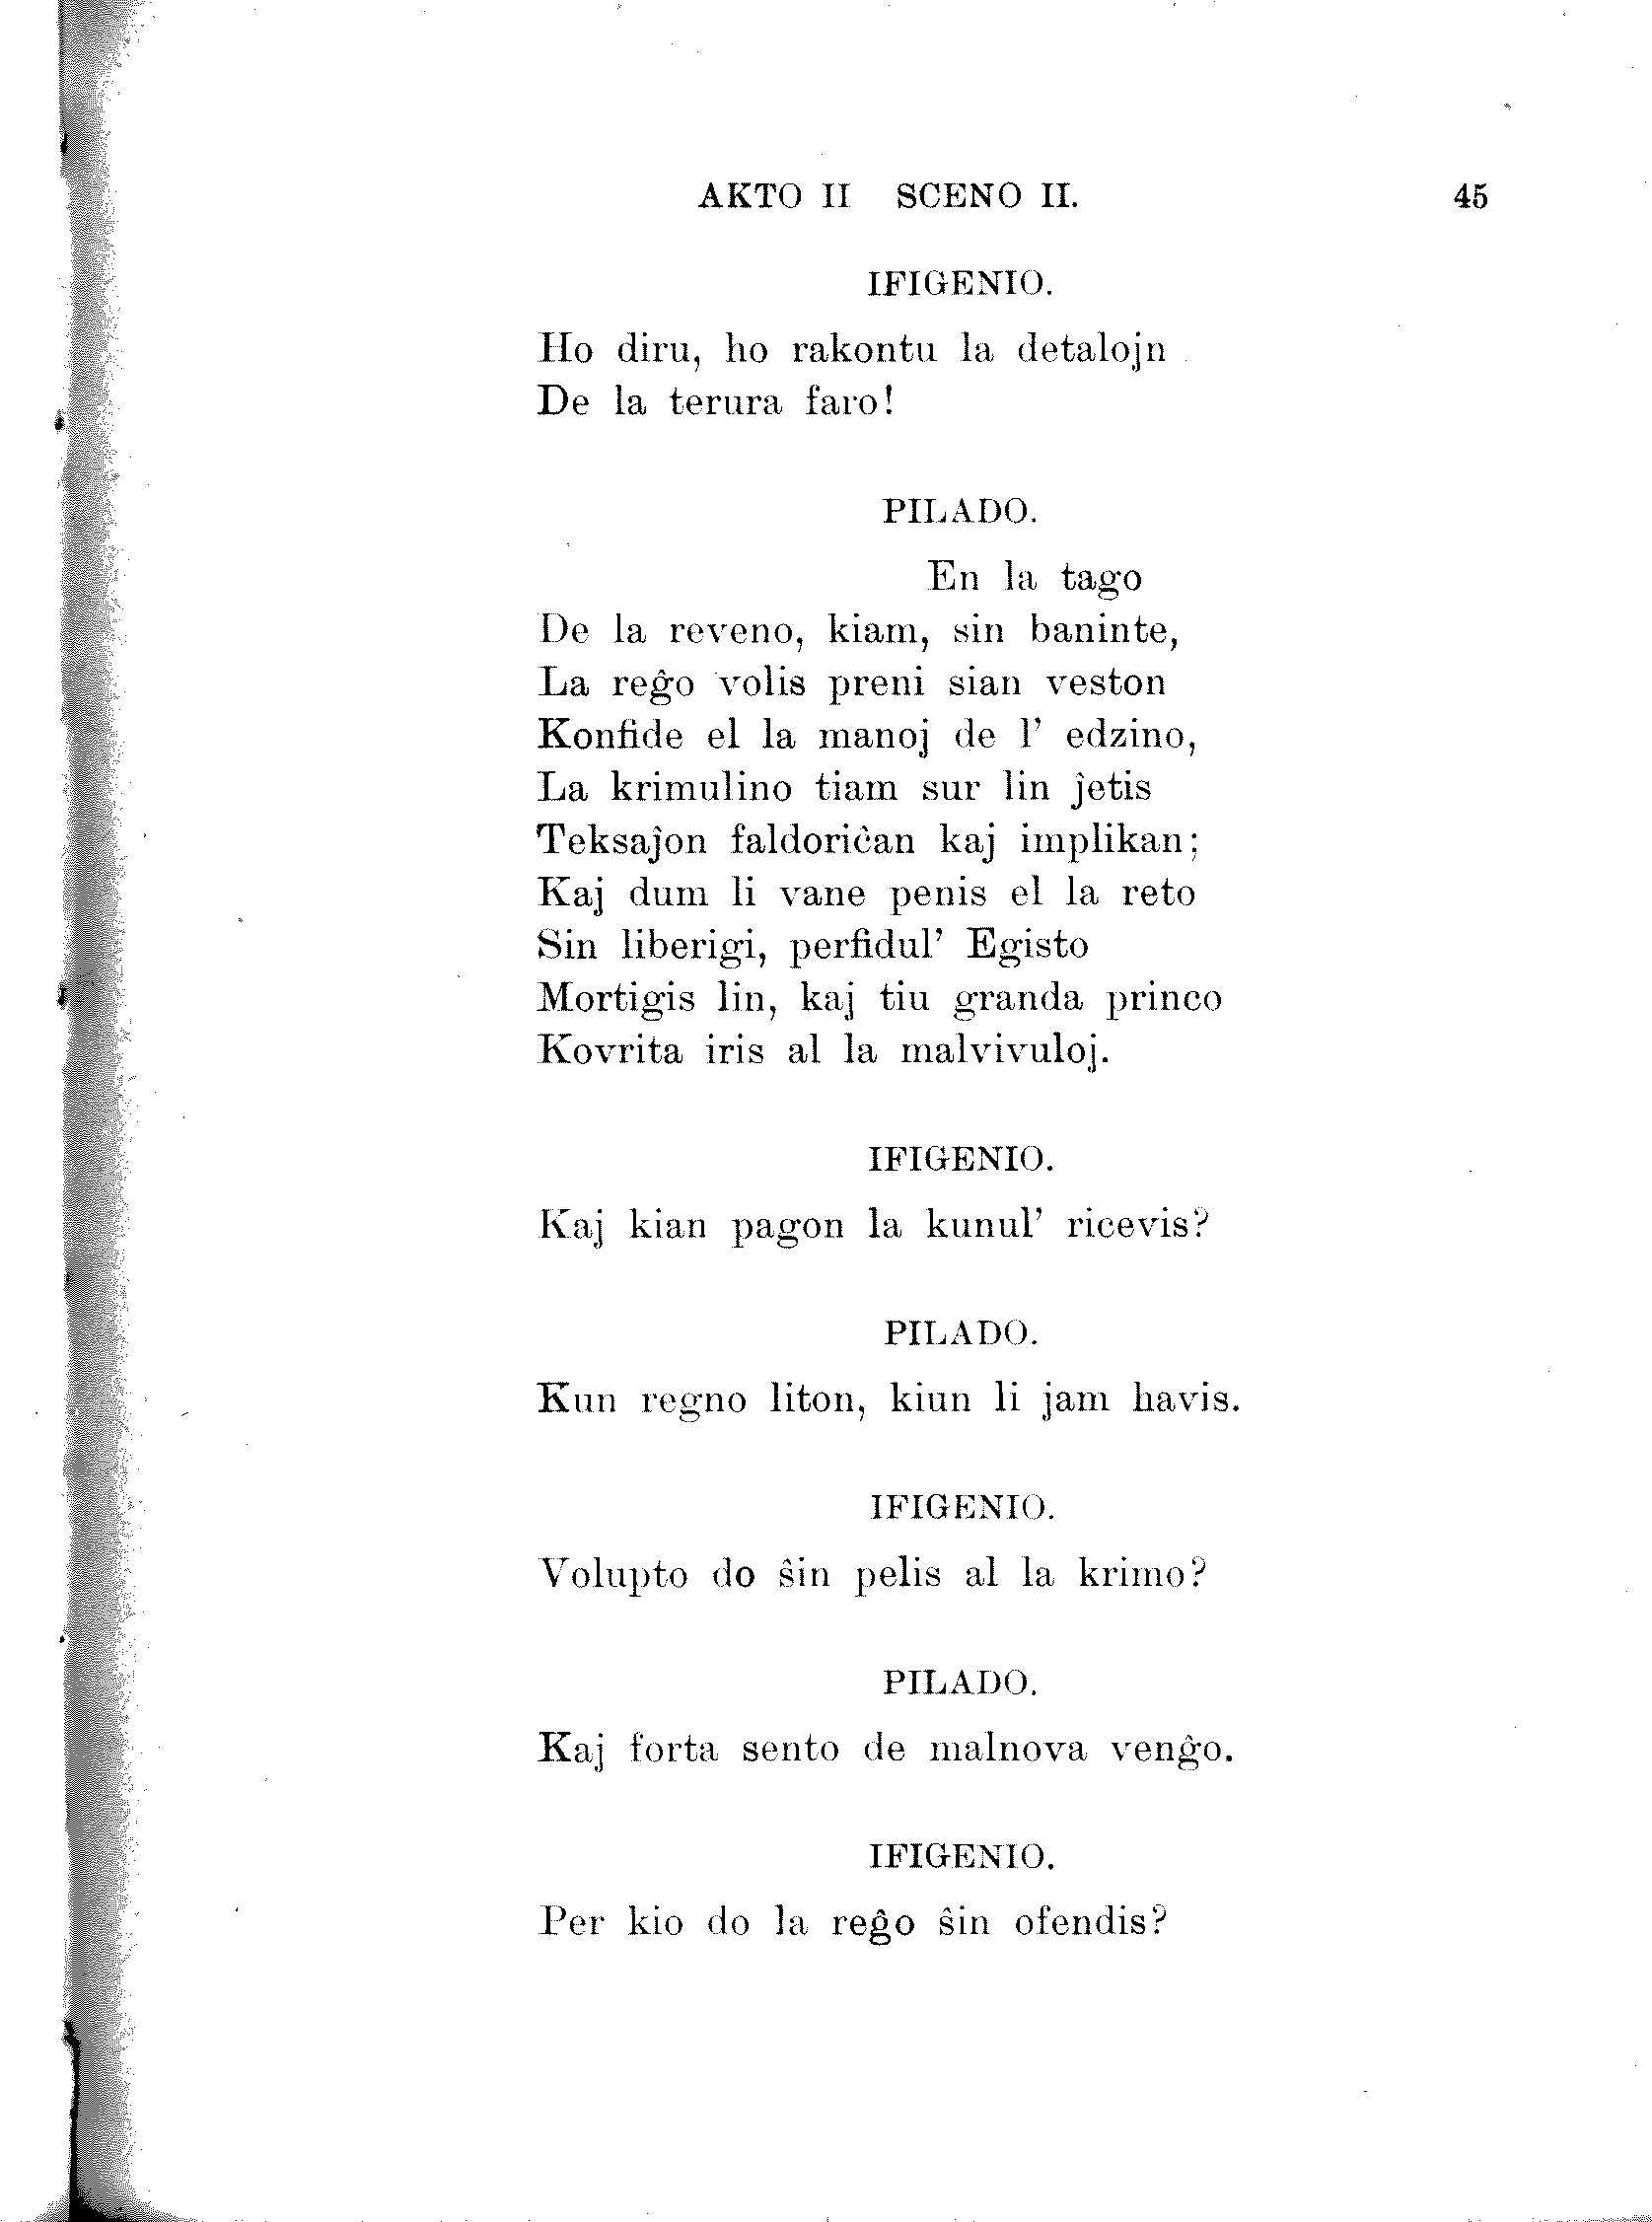 AKTO II SCENO II. 45
IFIGENIO.
Ho diru, ho rakontu la detalojn
De la terura faro!
PILADO.
En la tago
De la reveno, kiam, sin baninte,
La reĝo volis preni sian veston
Konfide el la manoj de l' edzino,
La krimulino tiam sur lin ĵetis
Teksaĵon faldoriĉan kaj implikan;
Kaj dum li vane penis el la reto
Sin liberigi, perfidul' Egisto
Mortigis lin, kaj tiu granda princo
Kovrita iris al la malvivuloj.
IFIGENIO.
Kaj kian pagon la kunul' ricevis?
PILADO.
Kun regno liton, kiun li jam havis.
IFIGENIO.
Volupto do ŝin pelis al la krimo?
PILADO.
Kaj forta sento de malnova venĝo.
IFIGENIO.
Per kio do la reĝo ŝin ofendis?